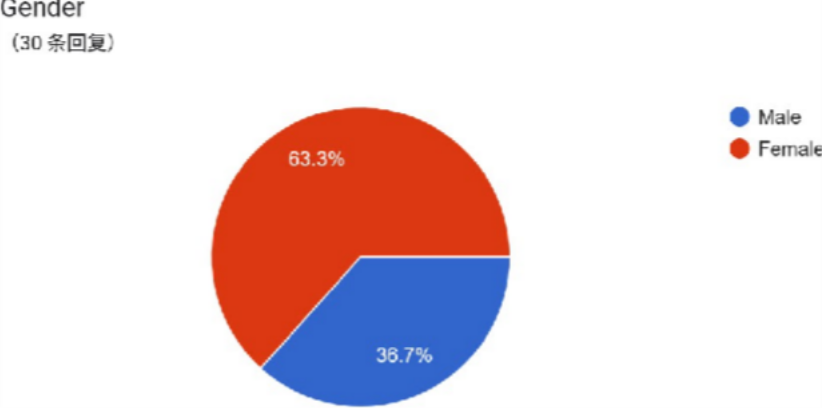 Gender
(30 条回复)
Male
Female
63.3%
36.7%